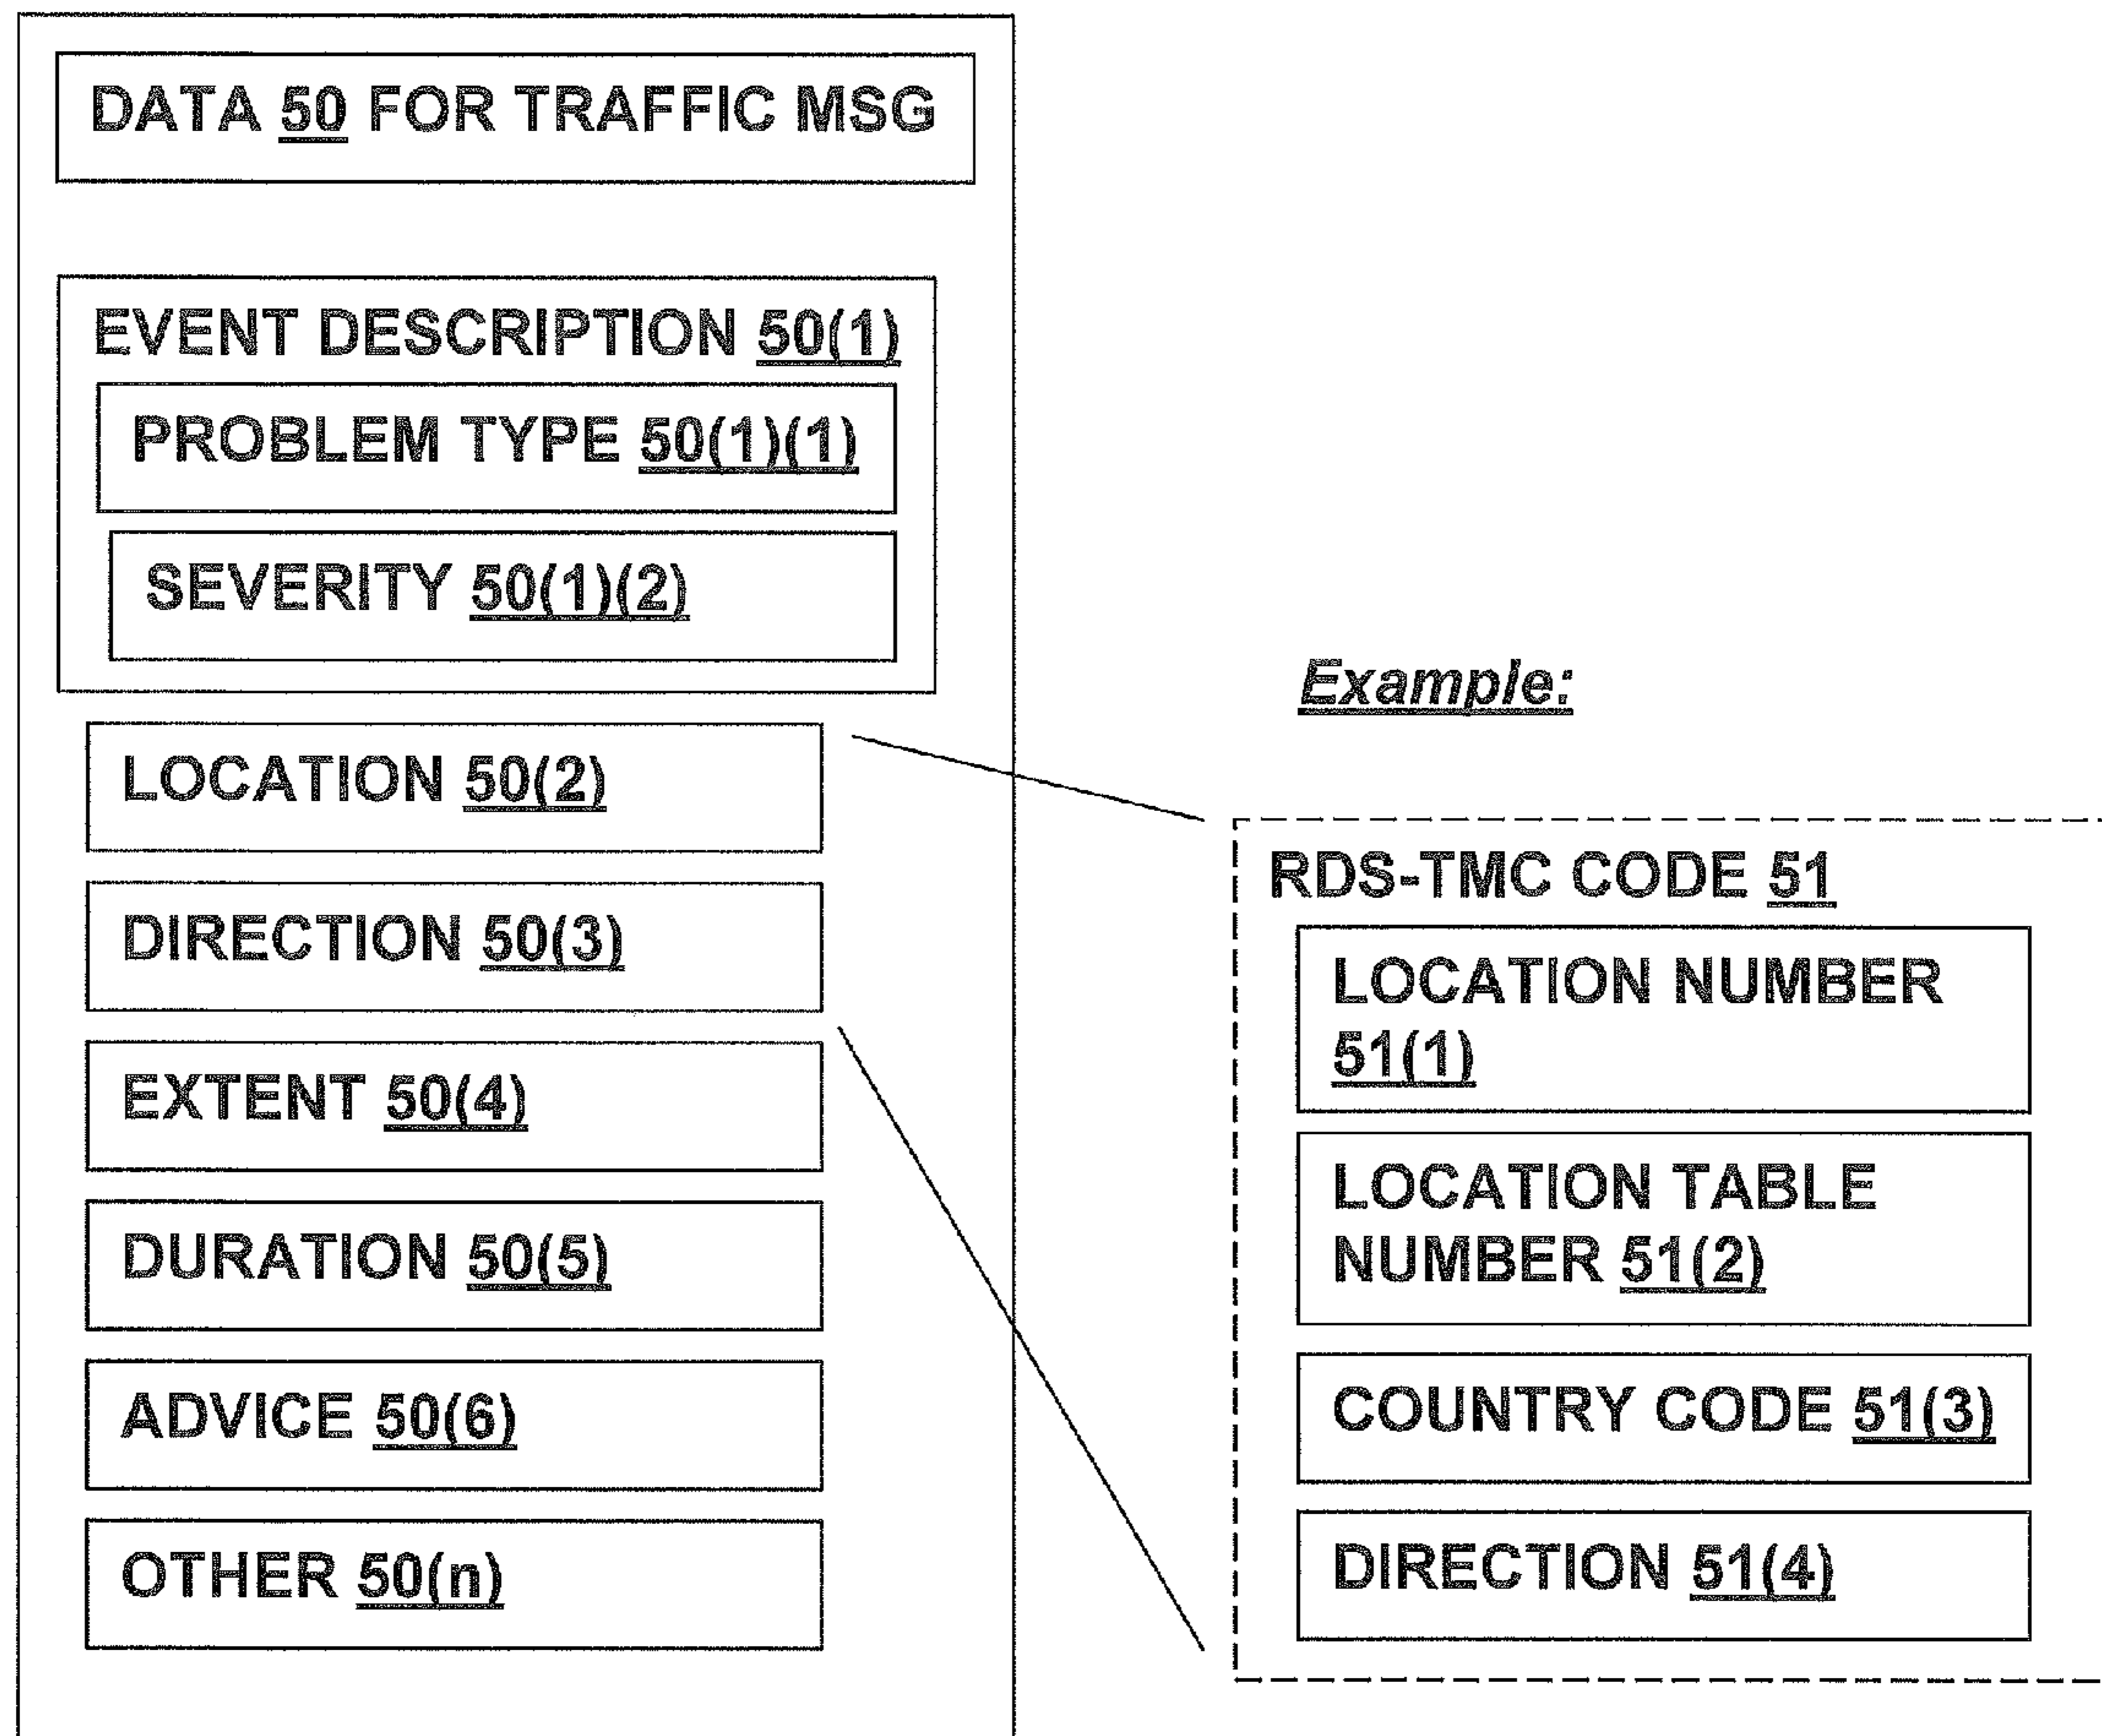 DATA 50 FOR TRAFFIC MSG
EVENT DESCRIPTION 50(1)
PROBLEM TYPE 50(1)(1)
SEVERITY 50(1)(2)
LOCATION 50(2)
DIRECTION 50(3)
EXTENT 50(4)
DURATION 50(5)
ADVICE 50(6)
OTHER 50(n)
Example:
RDS-TMC CODE 51
LOCATION NUMBER
51(1)
LOCATION TABLE
NUMBER 51(2)
COUNTRY CODE 51(3)
DIRECTION 51(4)